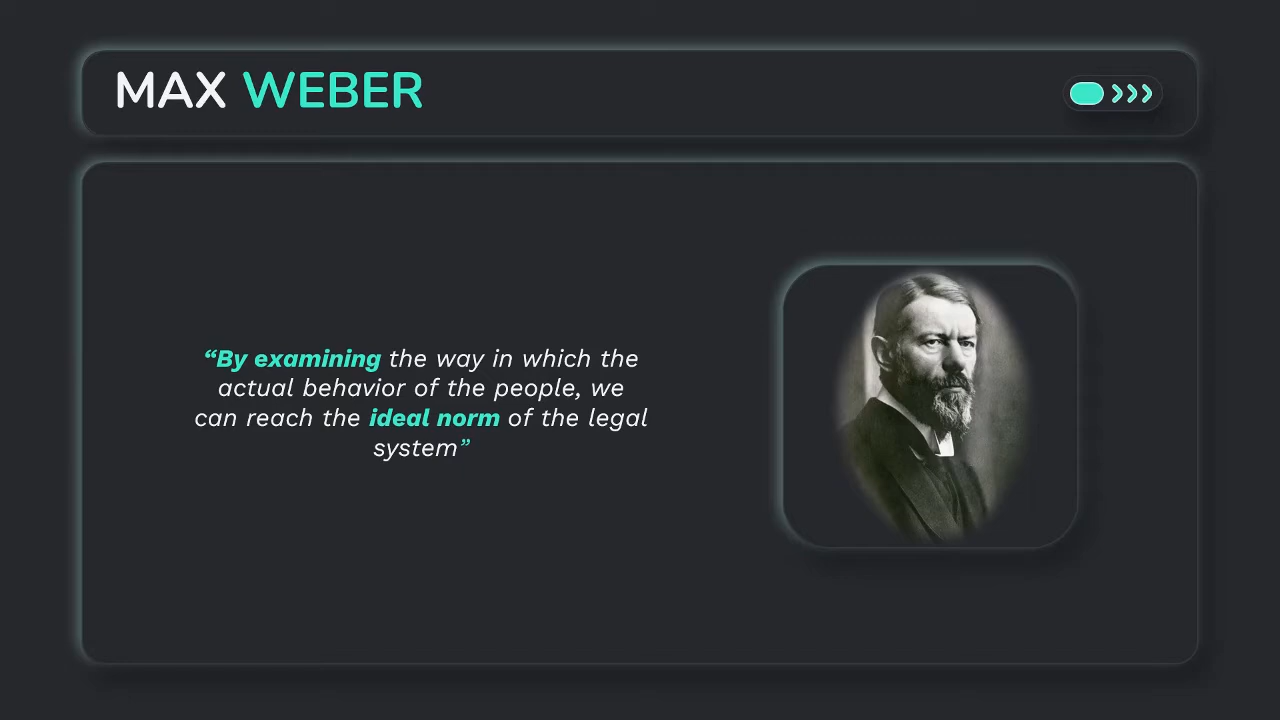 MAX WEBER
“By examining the way in which the
actual behavior of the people, we
can reach the ideal norm of the legal
system”